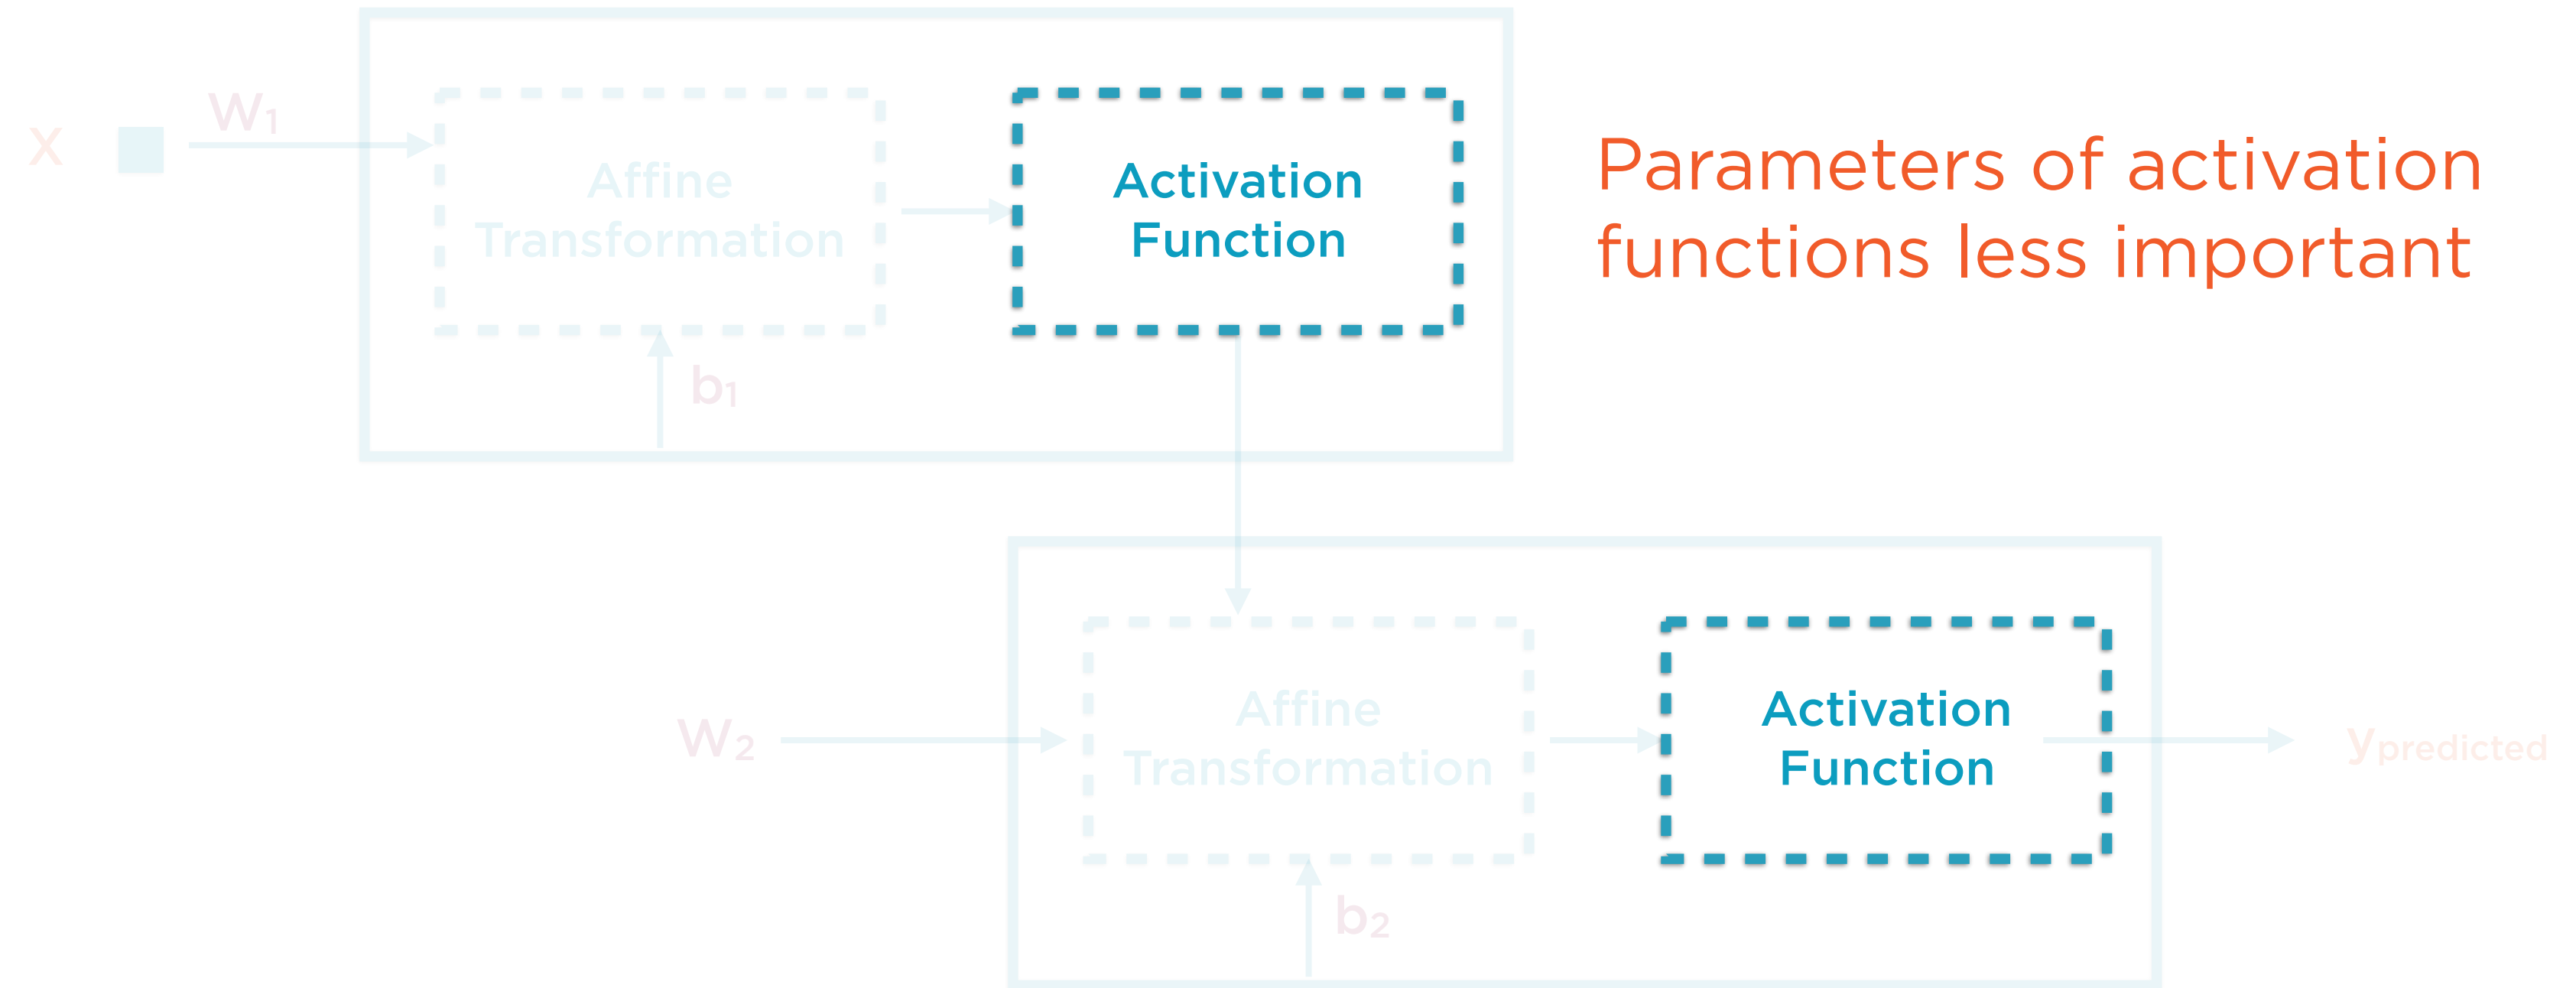 X
W1
Affine
Transformation
Activation
Function
b1
Parameters of activation
functions less important
W2
Affine
Transformation
Activation
Function
b2
ypredicted